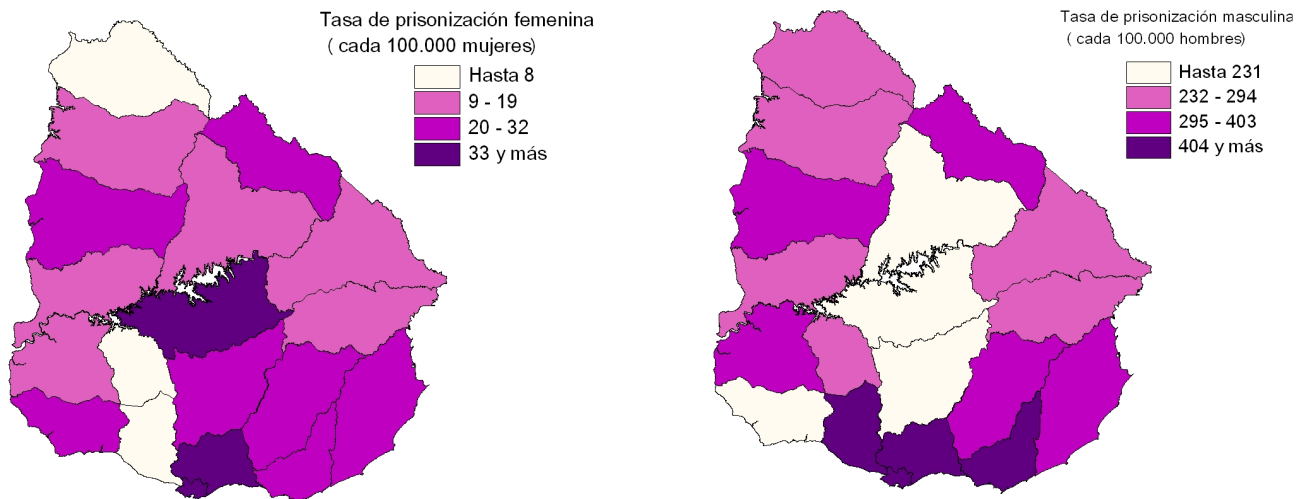 Tasa de prisonización femenina
( cada 100.000 mujeres)
Hasta 8
9 - 19
20 - 32
33 y más
Tasa de prisonización masculina
( cada 100.000 hombres)
Hasta 231
232 - 294
295 - 403
404 y más